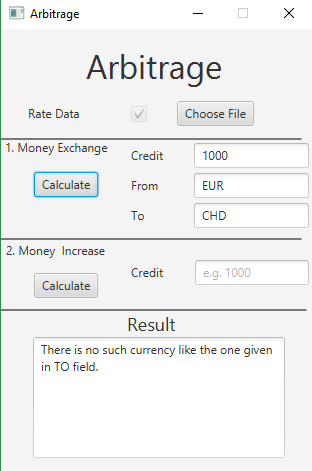 Arbitrage
Arbitrage
Rate Data
Choose File
1. Money Exchange
Credit
1000
Calculate
From
EUR
To
CHD
2. Money Increase
Credit
e.g. 1000
Calculate
Result
There is no such currency like the one given
in TO field.